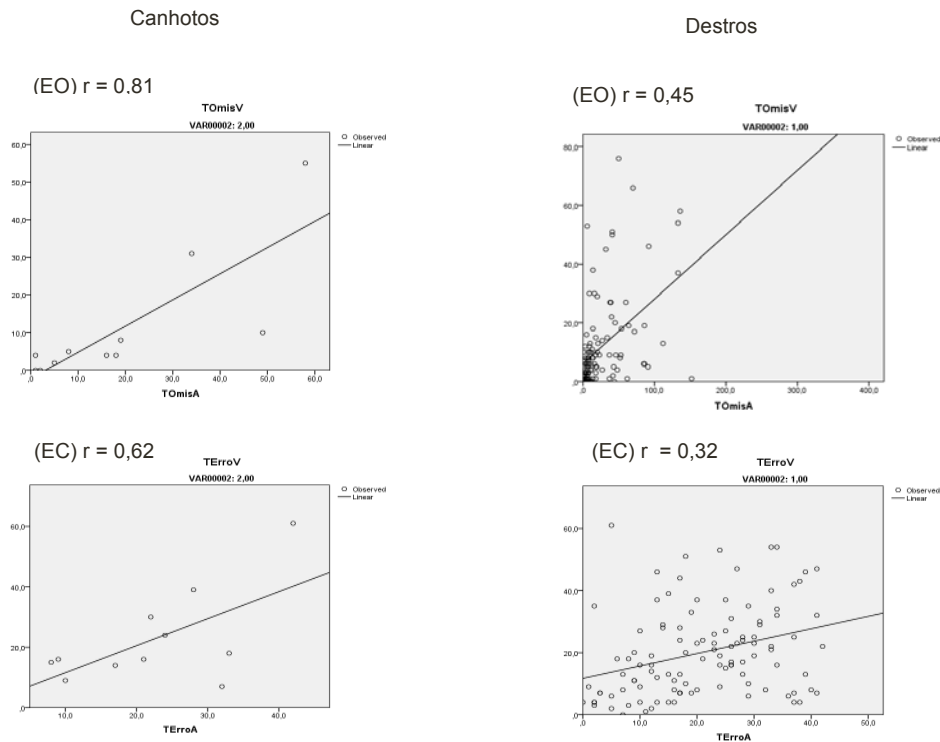 Canhotos
Destros
(EO) r = 0,81
TOmisV
VAR00002: 2,00
Observed
Linear
60,0
50,0
40,0
30,0
20,0
10,0
,0
,0 10,0 20,0 30,0 40,0 50,0 60,0
TOmisA
(EO) r = 0,45
TOmisV
VAR00002: 1,00
Observed
Linear
80,0
60,0
40,0
20,0
,0
,0 100,0 200,0 300,0 400,0
TOmisA
(EC) r = 0,62
TErroV
VAR00002: 2,00
Observed
Linear
60,0
40,0
20,0
,0
10,0 20,0 30,0 40,0
TErroA
(EC) r = 0,32
TErroV
VAR00002: 1,00
Observed
Linear
60,0
40,0
20,0
,0
,0 10,0 20,0 30,0 40,0 50,0 60,0
TErroA